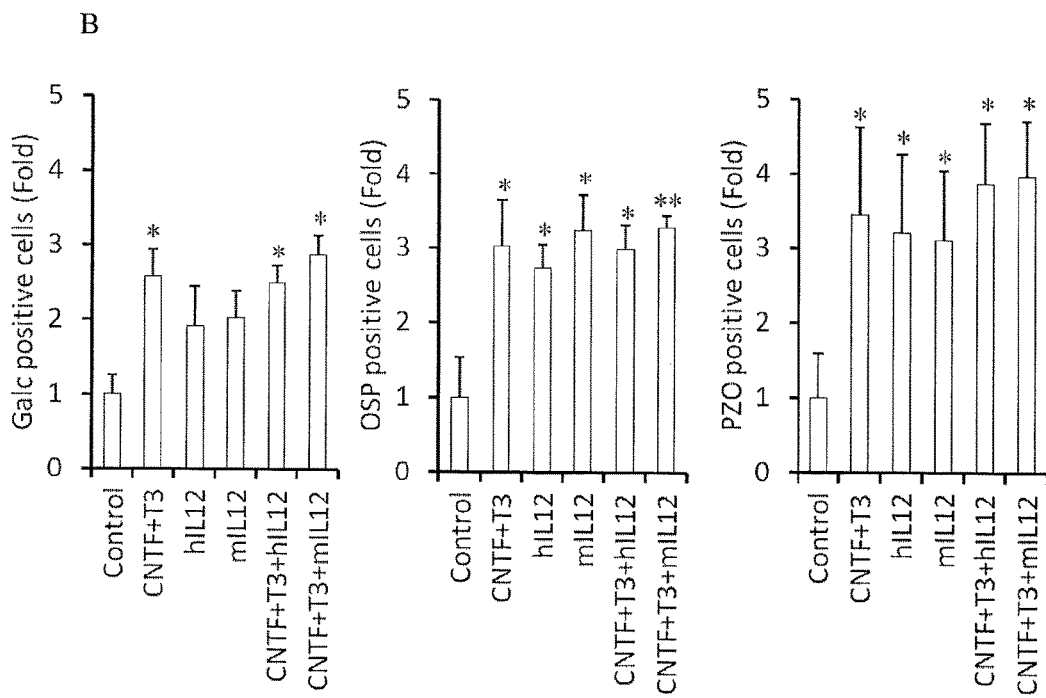 B
Galc positive cells (Fold)
5
4
3
2
1
0
*
*
*
Control
CNTF+T3
hIL12
mIL12
CNTF+T3+hIL12
CNTF+T3+mIL12
OSP positive cells (Fold)
5
4
3
2
1
0
*
*
*
*
**
Control
CNTF+T3
hIL12
mIL12
CNTF+T3+hIL12
CNTF+T3+mIL12
PZO positive cells (Fold)
5
4
3
2
1
0
*
*
*
*
*
Control
CNTF+T3
hIL12
mIL12
CNTF+T3+hIL12
CNTF+T3+mIL12